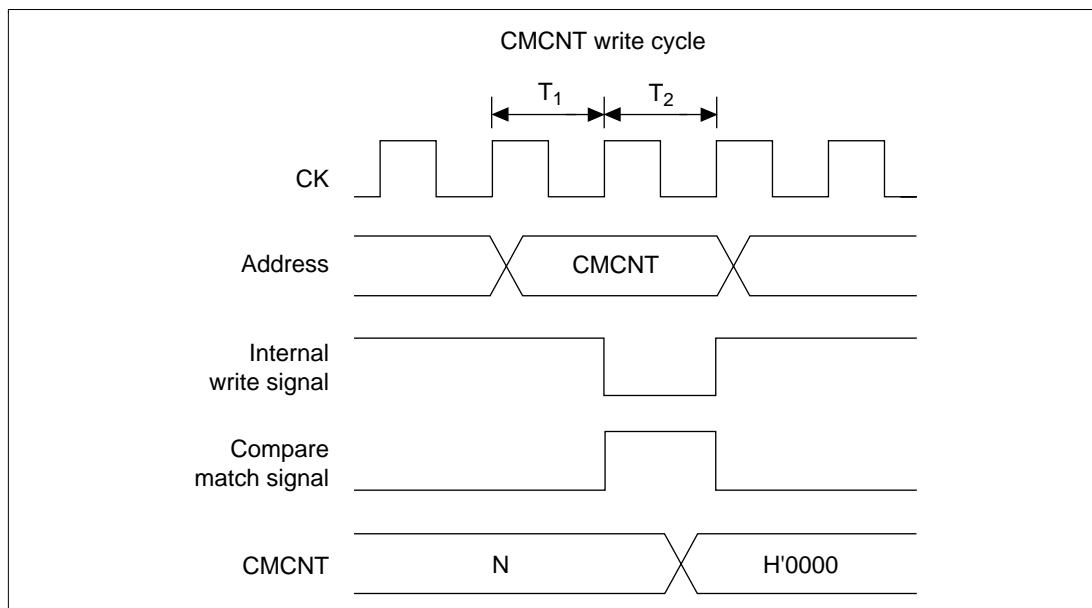 CMCNT write cycle
T1 T2
CK
Address CMCNT
Internal
write signal
Compare
match signal
CMCNT N H'0000